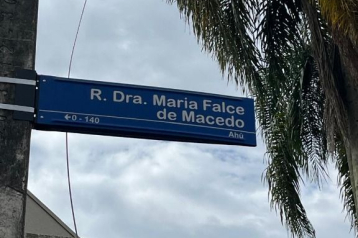 R. Dra. Maria Falce
de Macedo
←0 - 140 Ahú